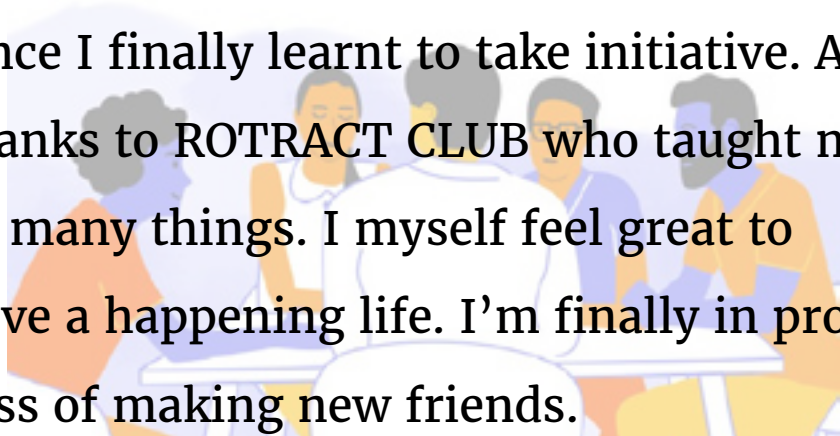 nce I finally learnt to take initiative. A
anks to ROTRACT CLUB who taught m
many things. I myself feel great to
ve a happening life. I’m finally in pro
ss of making new friends.